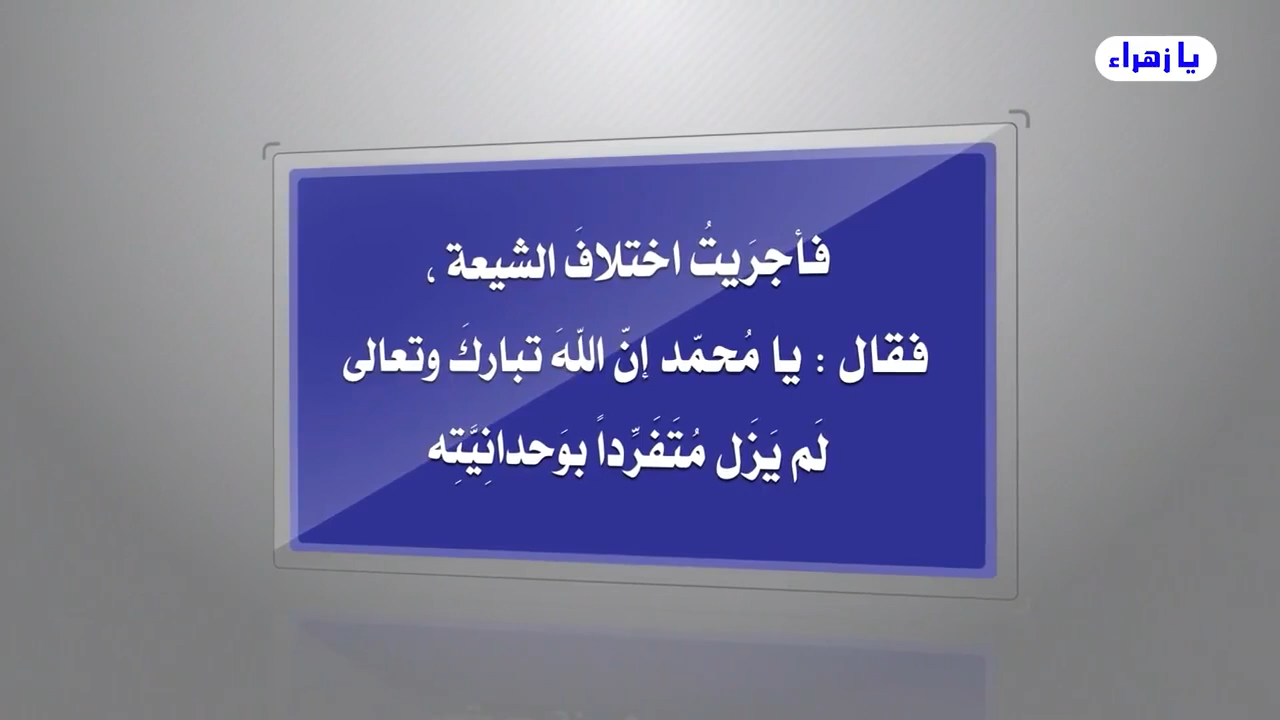 يا زهراء
فأجرَيتُ اختلافَ الشيعة ،
فقال : يا مُحمّد إنّ اللّهَ تباركَ وتعالى
لَم يَزَل مُتَفَرِّداً بوَحدانِيَّتِه